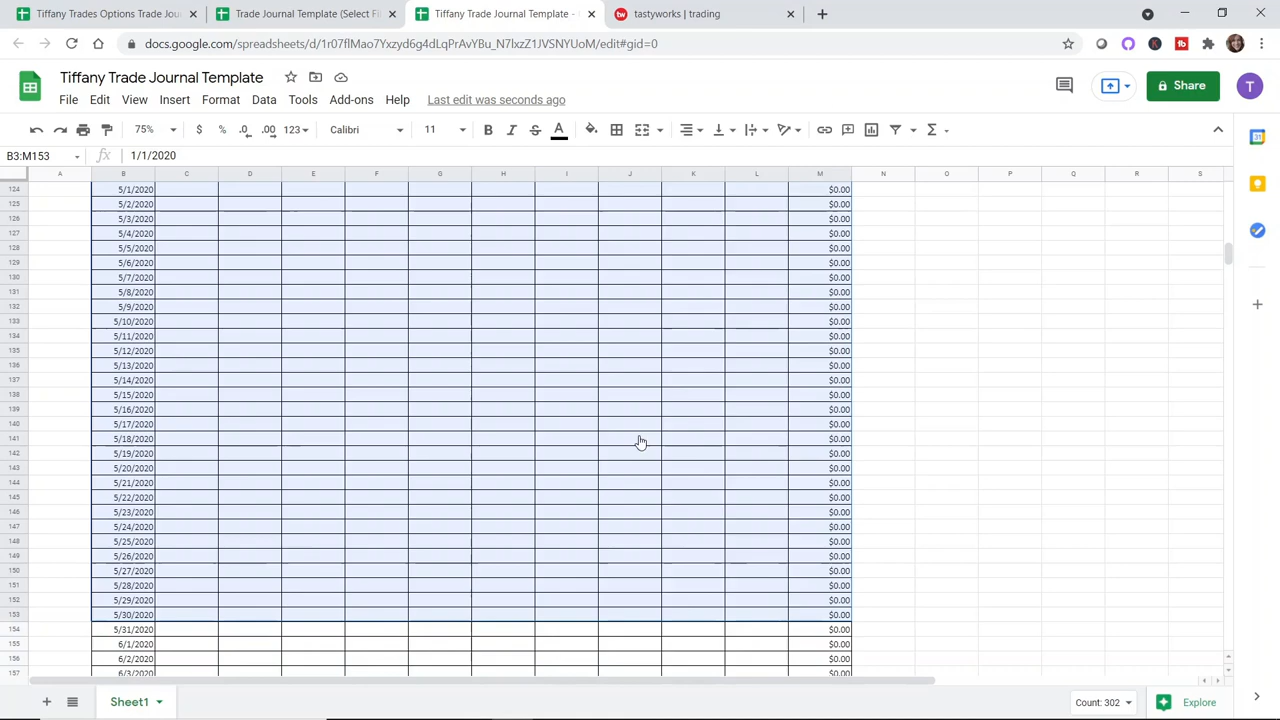 Tiffany Trades Options Trade Jour
Trade Journal Template (Select Fi
Tiffany Trade Journal Template -
tw tastyworks | trading
docs.google.com/spreadsheets/d/1r07flMao7Yxzyd6g4dLqPrAvYBu_N7lxzZ1IVSNYUoM/edit#gid=0
Tiffany Trade Journal Template
Share
T
File Edit View Insert Format Data Tools Add-ons Help Last edit was seconds ago
75% $ % .0 .00 123 Calibri 11 B I S A Σ
B3:M153 fx 1/1/2020
A B C D E F G H I J K L M N O P Q R S
124 5/1/2020 $0.00
125 5/2/2020 $0.00
126 5/3/2020 $0.00
127 5/4/2020 $0.00
128 5/5/2020 $0.00
129 5/6/2020 $0.00
130 5/7/2020 $0.00
131 5/8/2020 $0.00
132 5/9/2020 $0.00
133 5/10/2020 $0.00
134 5/11/2020 $0.00
135 5/12/2020 $0.00
136 5/13/2020 $0.00
137 5/14/2020 $0.00
138 5/15/2020 $0.00
139 5/16/2020 $0.00
140 5/17/2020 $0.00
141 5/18/2020 $0.00
142 5/19/2020 $0.00
143 5/20/2020 $0.00
144 5/21/2020 $0.00
145 5/22/2020 $0.00
146 5/23/2020 $0.00
147 5/24/2020 $0.00
148 5/25/2020 $0.00
149 5/26/2020 $0.00
150 5/27/2020 $0.00
151 5/28/2020 $0.00
152 5/29/2020 $0.00
153 5/30/2020 $0.00
154 5/31/2020 $0.00
155 6/1/2020 $0.00
156 6/2/2020 $0.00
157 6/3/2020 $0.00
Sheet1 Count: 302 Explore